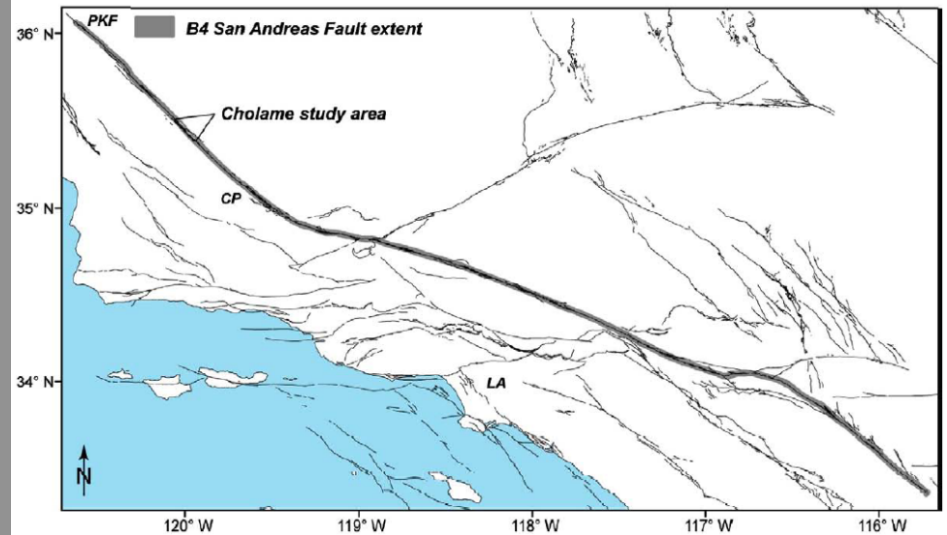 36° N
PKF
B4 San Andreas Fault extent
Cholame study area
CP
35° N
34° N
LA
N
120° W
119° W
118° W
117° W
116° W